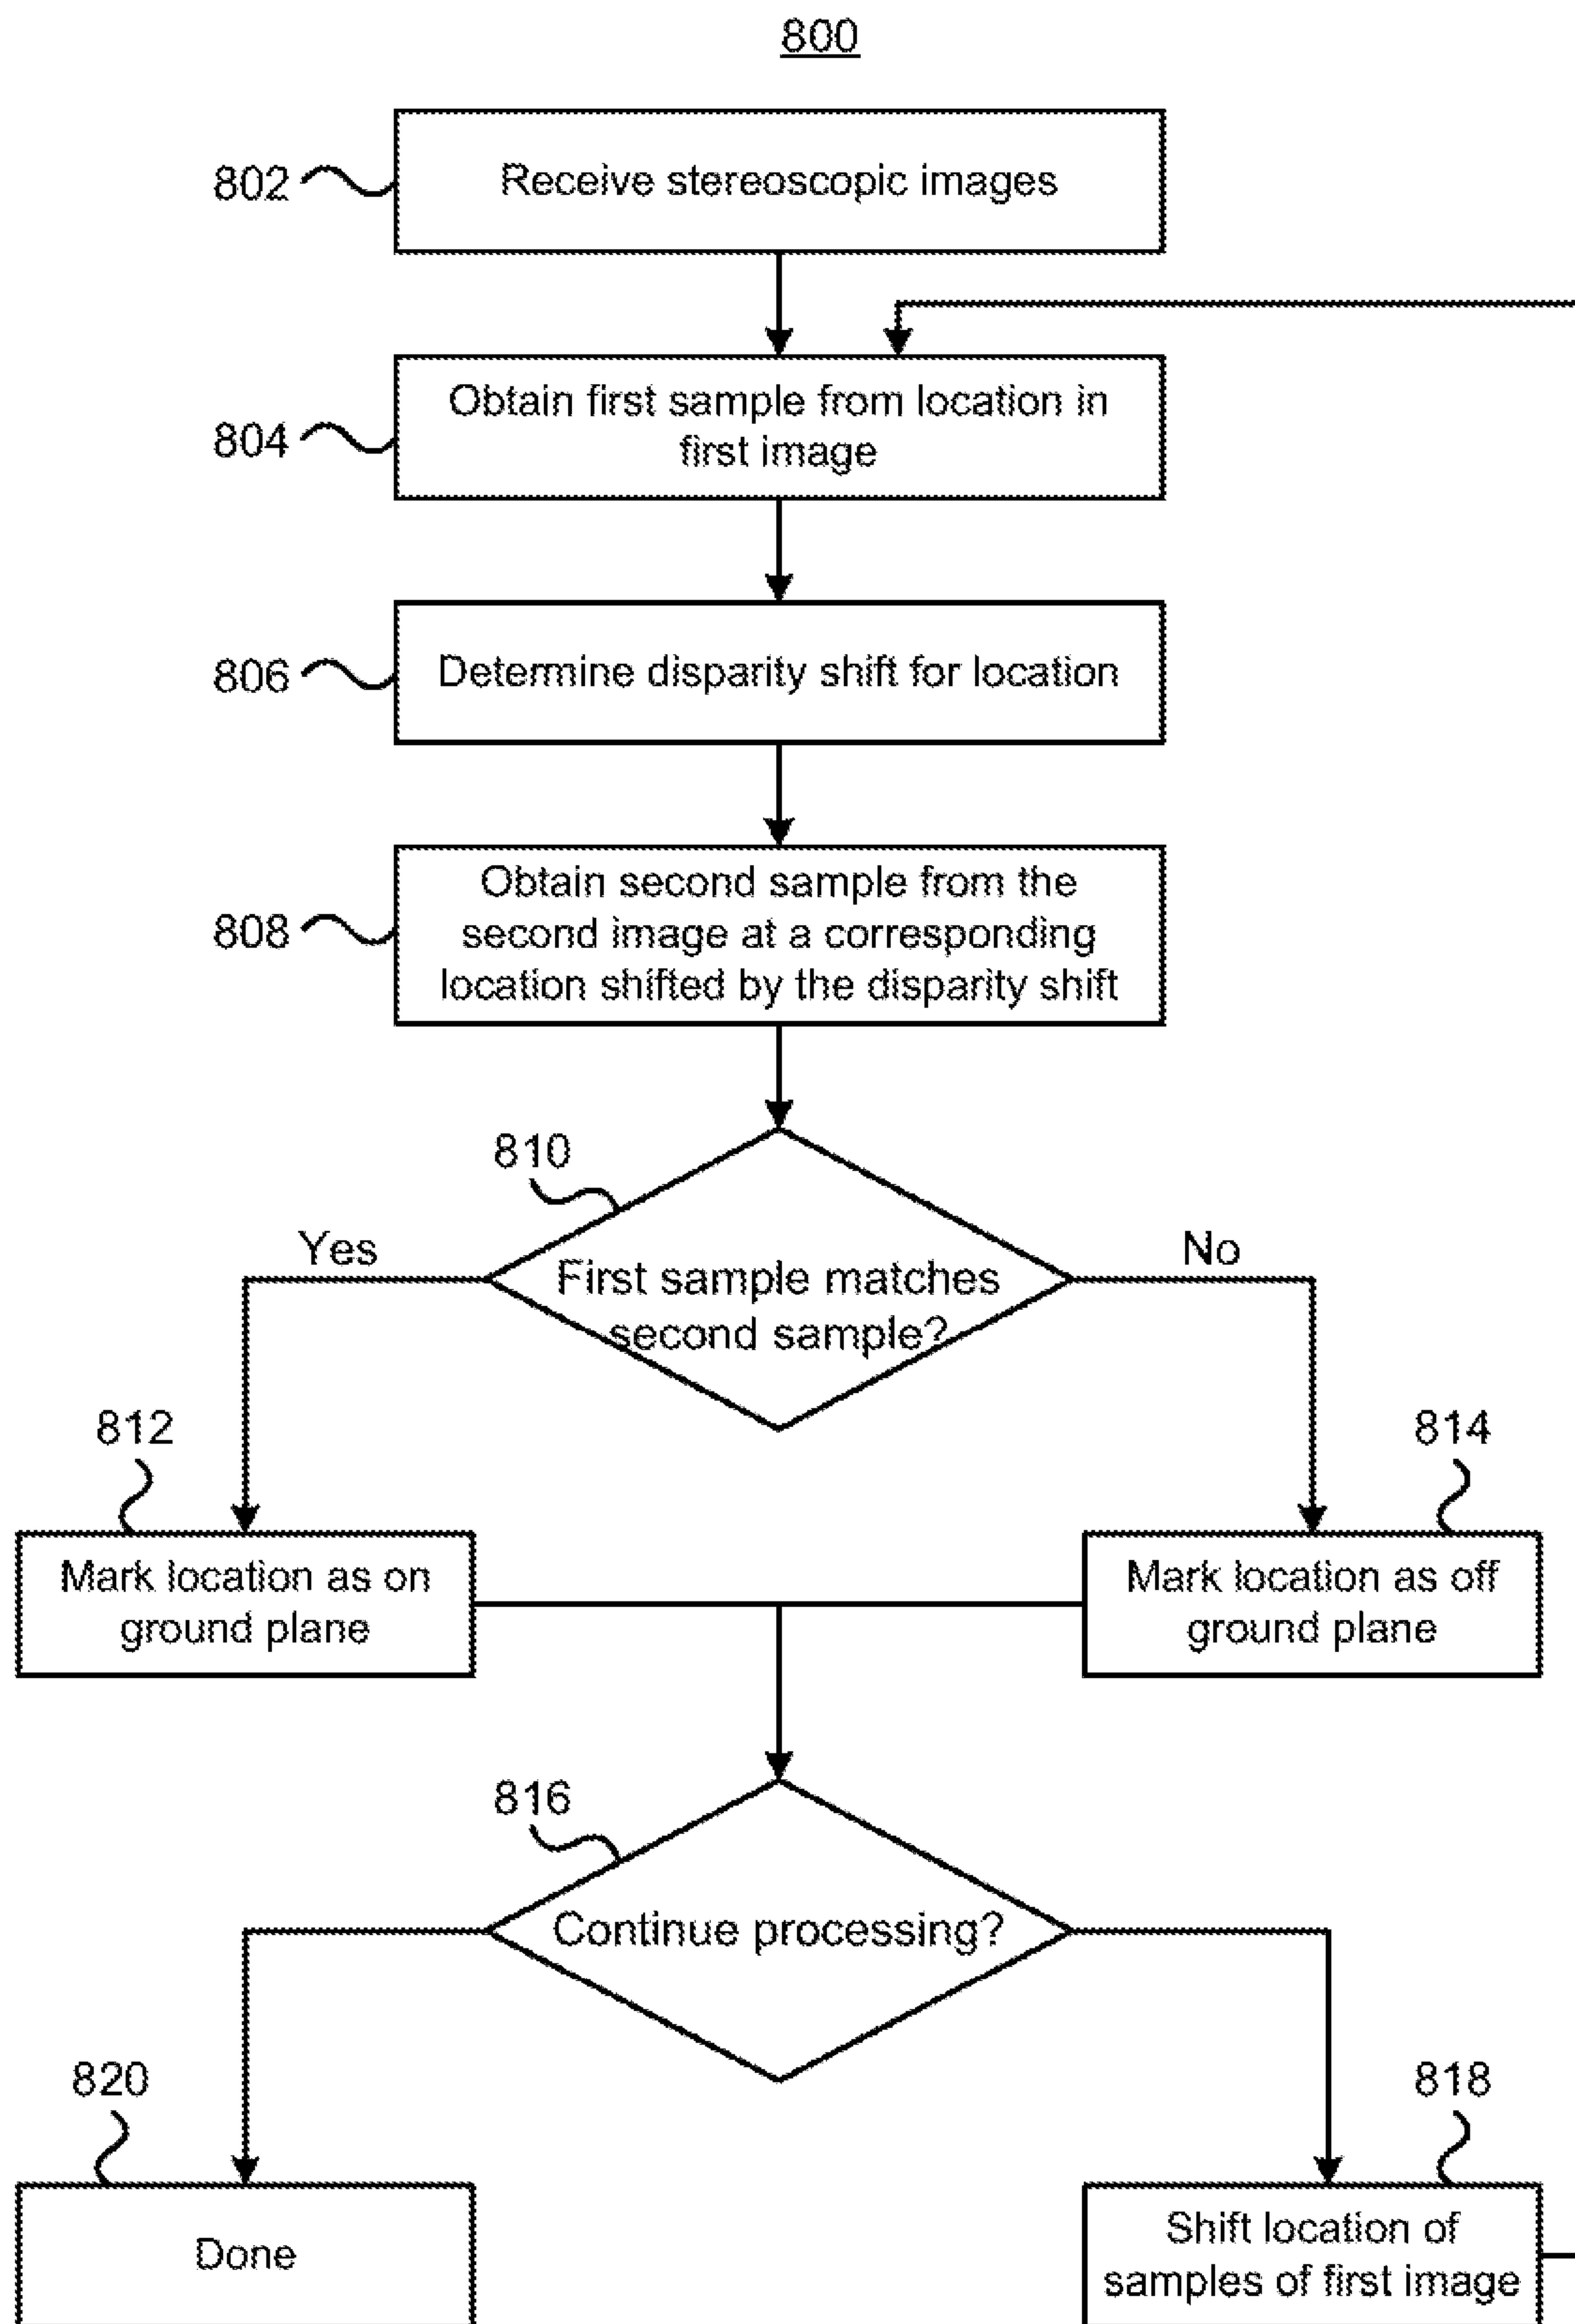 800
802
Receive stereoscopic images
804
Obtain first sample from location in
first image
806
Determine disparity shift for location
808
Obtain second sample from the
second image at a corresponding
location shifted by the disparity shift
810
Yes
No
First sample matches
second sample?
812
814
Mark location as on
ground plane
Mark location as off
ground plane
816
Continue processing?
820
818
Done
Shift location of
samples of first image